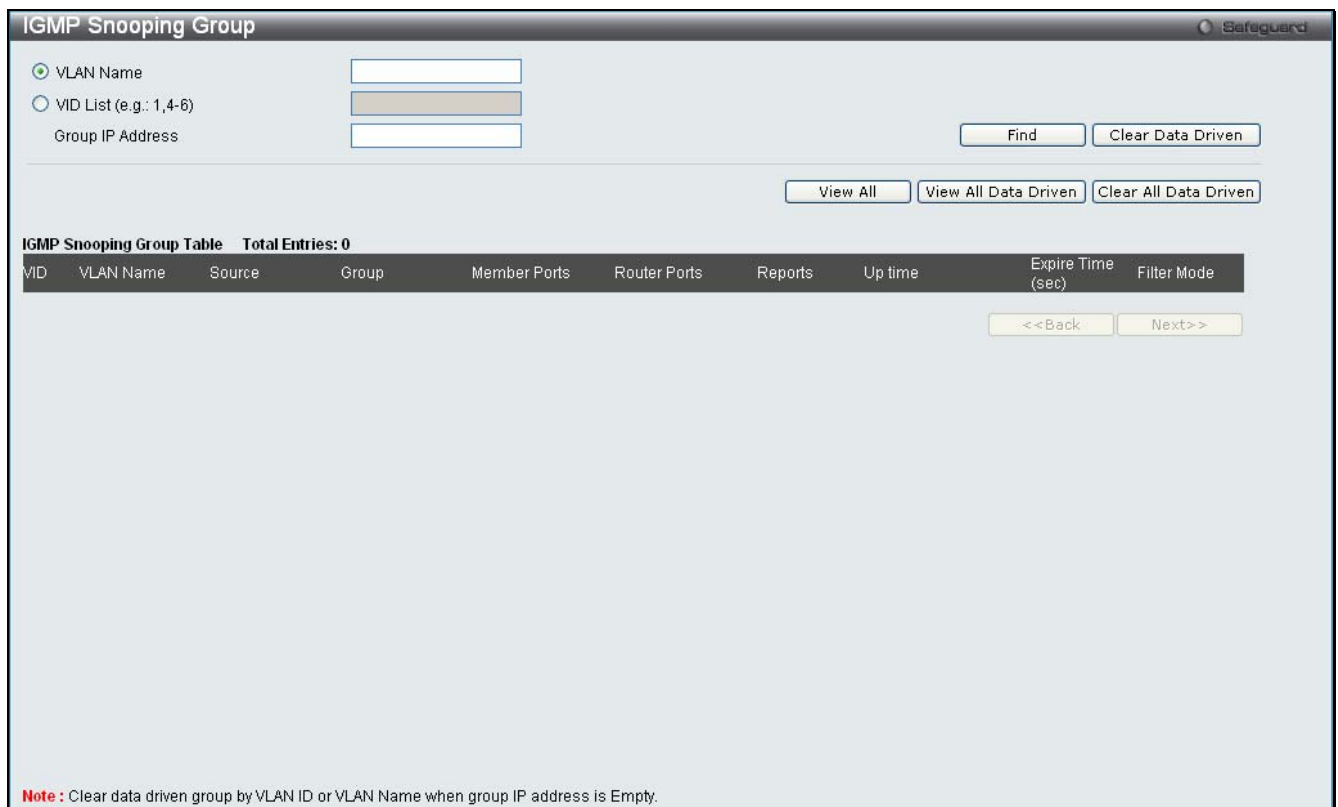 IGMP Snooping Group
Safeguard
VLAN Name
VID List (e.g.: 1,4-6)
Group IP Address
Find
Clear Data Driven
View All
View All Data Driven
Clear All Data Driven
IGMP Snooping Group Table Total Entries: 0
VID VLAN Name Source Group Member Ports Router Ports Reports Up time Expire Time (sec) Filter Mode
<<Back
Next>>
Note : Clear data driven group by VLAN ID or VLAN Name when group IP address is Empty.